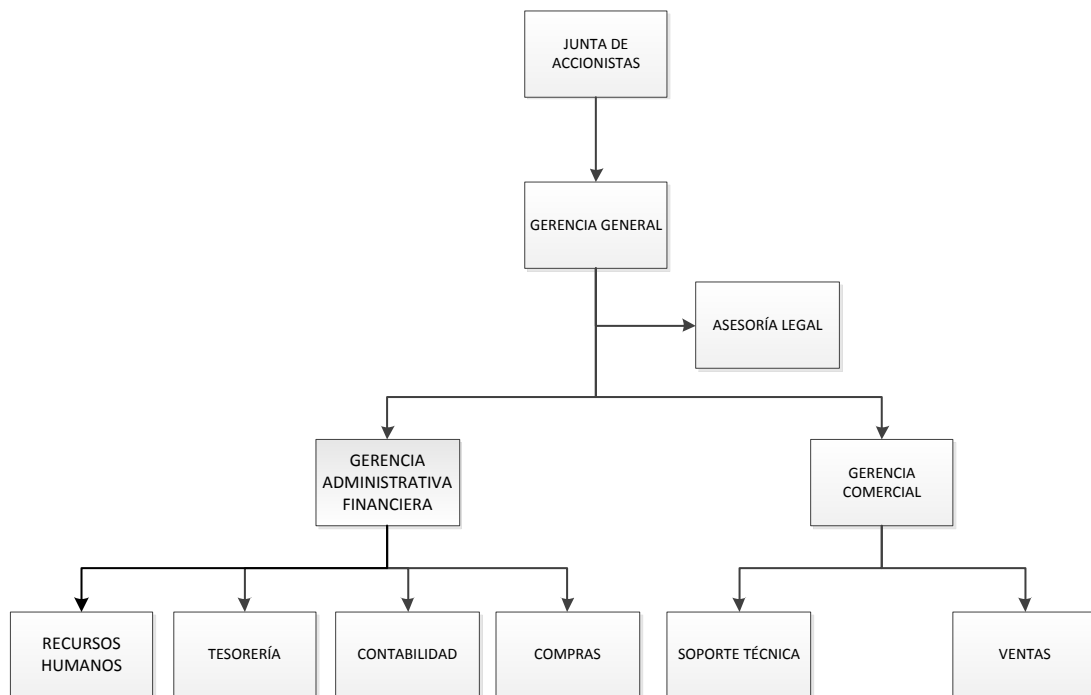 JUNTA DE
ACCIONISTAS
GERENCIA GENERAL
ASESORÍA LEGAL
GERENCIA
ADMINISTRATIVA
FINANCIERA
GERENCIA
COMERCIAL
RECURSOS
HUMANOS
TESORERÍA
CONTABILIDAD
COMPRAS
SOPORTE TÉCNICA
VENTAS